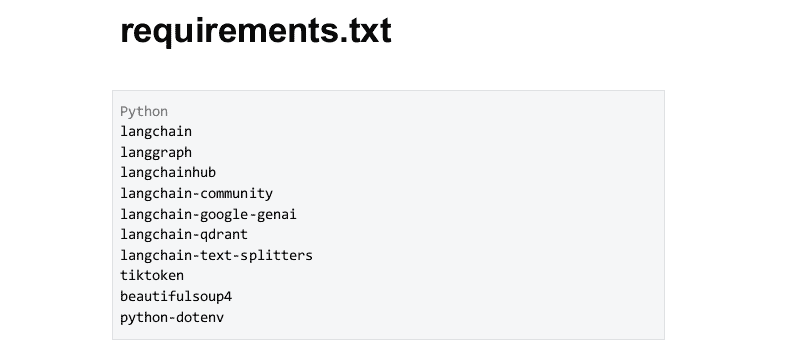 requirements.txt
Python
langchain
langgraph
langchainhub
langchain-community
langchain-google-genai
langchain-qdrant
langchain-text-splitters
tiktoken
beautifulsoup4
python-dotenv